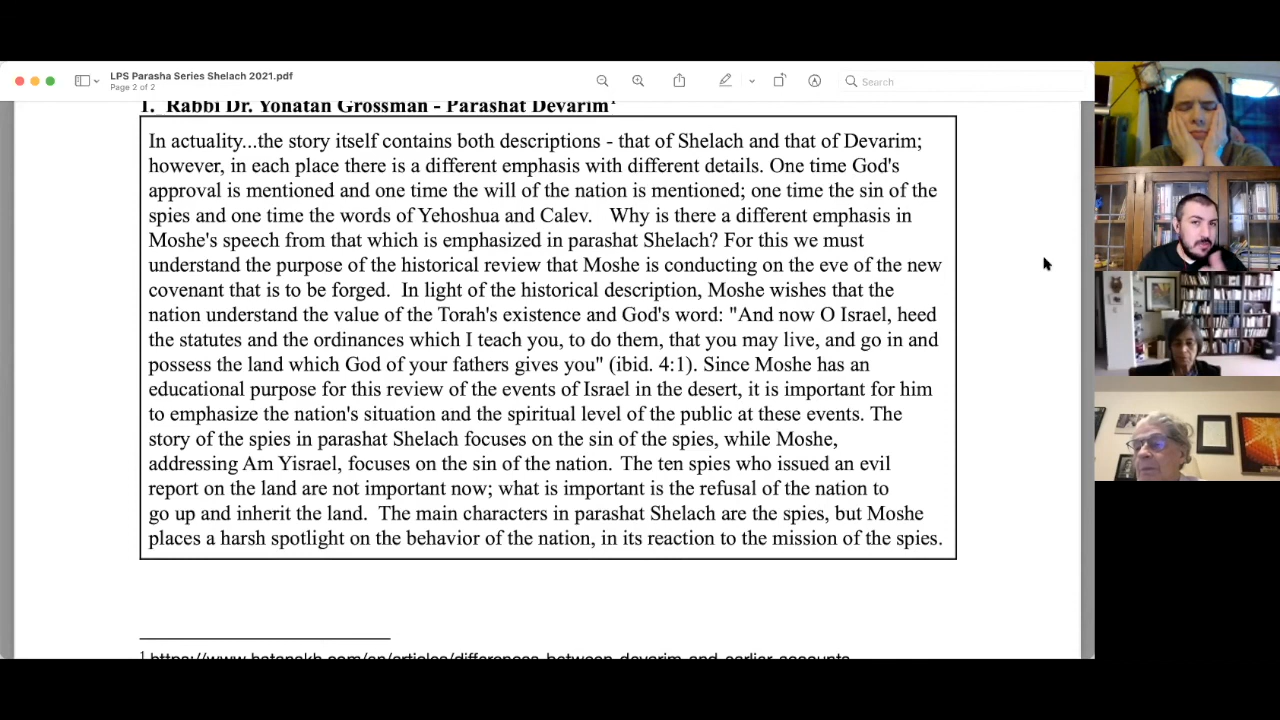 LPS Parasha Series Shelach 2021.pdf
Page 2 of 2
Search
1. Rabbi Dr. Yonatan Grossman - Parashat Devarim¹
In actuality...the story itself contains both descriptions - that of Shelach and that of Devarim;
however, in each place there is a different emphasis with different details. One time God's
approval is mentioned and one time the will of the nation is mentioned; one time the sin of the
spies and one time the words of Yehoshua and Calev. Why is there a different emphasis in
Moshe's speech from that which is emphasized in parashat Shelach? For this we must
understand the purpose of the historical review that Moshe is conducting on the eve of the new
covenant that is to be forged. In light of the historical description, Moshe wishes that the
nation understand the value of the Torah's existence and God's word: "And now O Israel, heed
the statutes and the ordinances which I teach you, to do them, that you may live, and go in and
possess the land which God of your fathers gives you" (ibid. 4:1). Since Moshe has an
educational purpose for this review of the events of Israel in the desert, it is important for him
to emphasize the nation's situation and the spiritual level of the public at these events. The
story of the spies in parashat Shelach focuses on the sin of the spies, while Moshe,
addressing Am Yisrael, focuses on the sin of the nation. The ten spies who issued an evil
report on the land are not important now; what is important is the refusal of the nation to
go up and inherit the land. The main characters in parashat Shelach are the spies, but Moshe
places a harsh spotlight on the behavior of the nation, in its reaction to the mission of the spies.
1 https://www.hatanakh.com/en/articles/differences-between-devarim-and-earlier-accounts